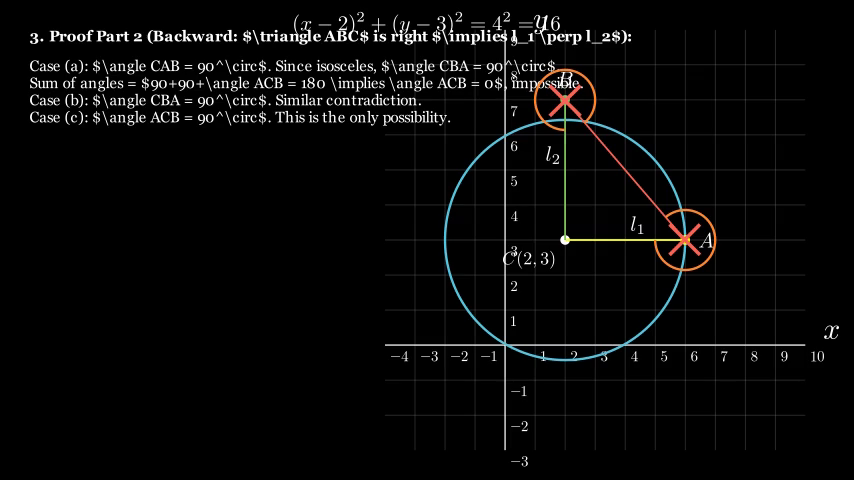 (x − 2)² + (y − 3)² = 4² = 16
y
3. Proof Part 2 (Backward: $\triangle ABC$ is right $\implies l_1 \perp l_2$):
Case (a): $\angle CAB = 90^\circ$. Since isosceles, $\angle CBA = 90^\circ$.
Sum of angles = $90+90+\angle ACB = 180 \implies \angle ACB = 0$, impossible.
Case (b): $\angle CBA = 90^\circ$. Similar contradiction.
Case (c): $\angle ACB = 90^\circ$. This is the only possibility.
9
8
B
7
6
l₂
5
4
l₁
A
3
C(2, 3)
2
1
x
−4 −3 −2 −1 1 2 3 4 5 6 7 8 9 10
−1
−2
−3